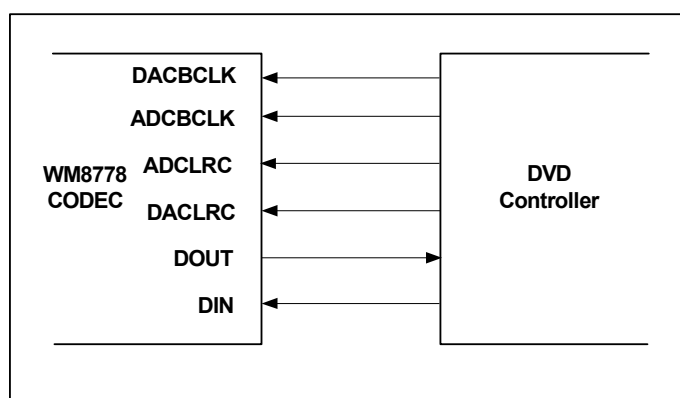 DACBCLK
ADCBCLK
ADCLRC
WM8778
CODEC
DACLRC
DOUT
DIN
DVD
Controller